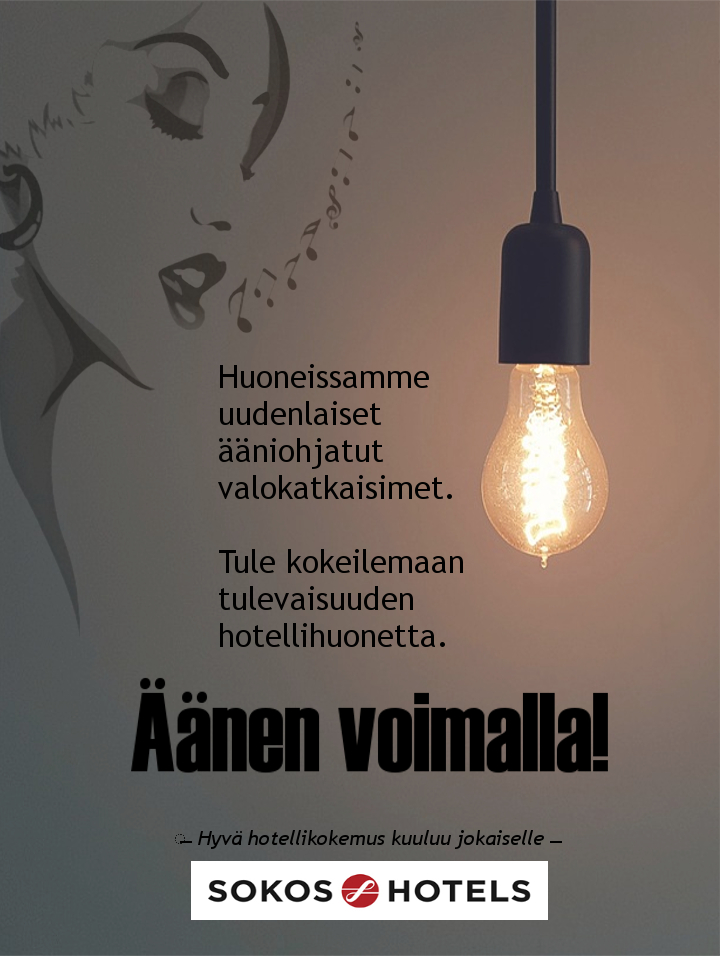 Huoneissamme
uudenlaiset
ääniohjatut
valokatkaisimet.
Tule kokeilemaan
tulevaisuuden
hotellihuonetta.
Äänen voimalla!
– Hyvä hotellikokemus kuuluu jokaiselle –
SOKOS HOTELS